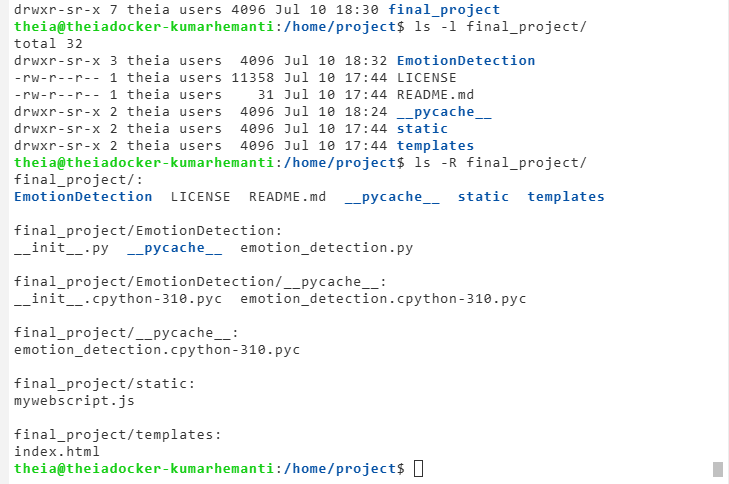 drwxr-sr-x 7 theia users 4096 Jul 10 18:30 final_project
theia@theiadocker-kumarhemanti:/home/project$ ls -l final_project/
total 32
drwxr-sr-x 3 theia users  4096 Jul 10 18:32 EmotionDetection
-rw-r--r-- 1 theia users 11358 Jul 10 17:44 LICENSE
-rw-r--r-- 1 theia users    31 Jul 10 17:44 README.md
drwxr-sr-x 2 theia users  4096 Jul 10 18:24 __pycache__
drwxr-sr-x 2 theia users  4096 Jul 10 17:44 static
drwxr-sr-x 2 theia users  4096 Jul 10 17:44 templates
theia@theiadocker-kumarhemanti:/home/project$ ls -R final_project/
final_project/:
EmotionDetection  LICENSE  README.md  __pycache__  static  templates

final_project/EmotionDetection:
__init__.py  __pycache__  emotion_detection.py

final_project/EmotionDetection/__pycache__:
__init__.cpython-310.pyc  emotion_detection.cpython-310.pyc

final_project/__pycache__:
emotion_detection.cpython-310.pyc

final_project/static:
mywebscript.js

final_project/templates:
index.html
theia@theiadocker-kumarhemanti:/home/project$